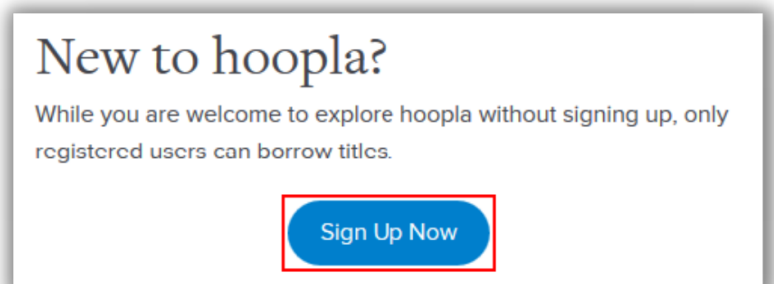 New to hoopla?
While you are welcome to explore hoopla without signing up, only
registered users can borrow titles.
Sign Up Now